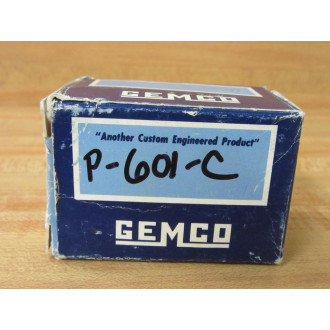 GEMCO
"Another Custom Engineered Product"
P-601-C
GEMCO